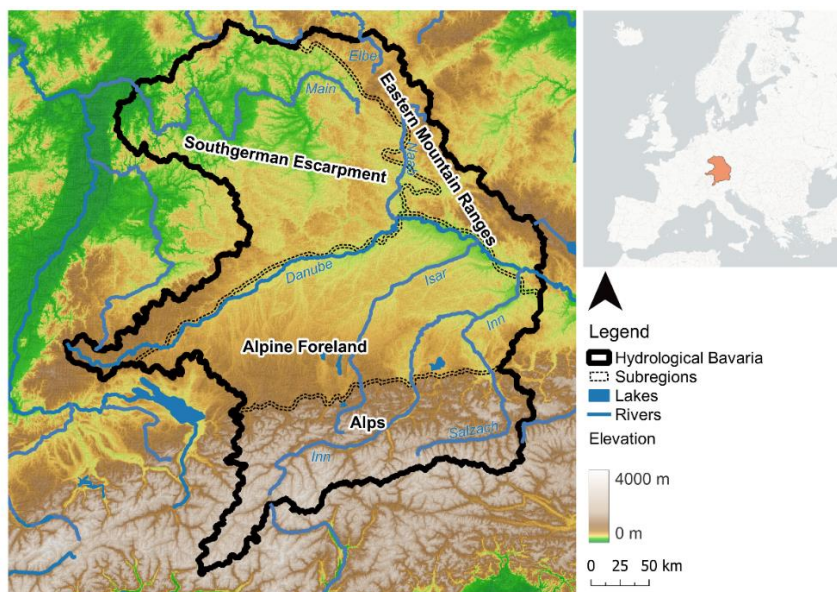 Elbe
Main
Eastern Mountain Ranges
Southgerman Escarpment
Naab
Danube
Isar
Inn
Alpine Foreland
Alps
Salzach
Inn
Legend
Hydrological Bavaria
Subregions
Lakes
Rivers
Elevation
4000 m
0 m
0 25 50 km